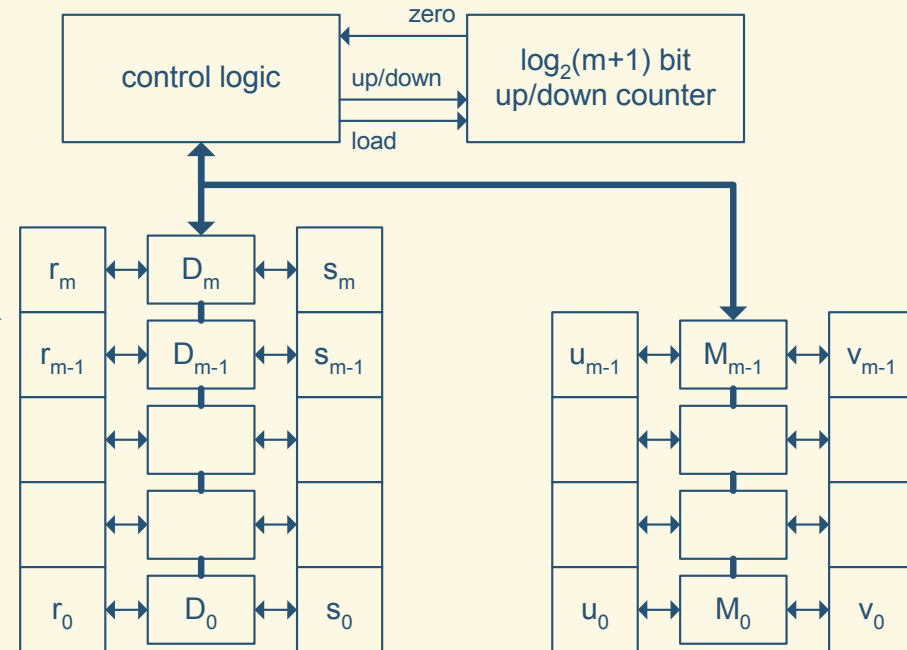 zero
control logic
log₂(m+1) bit
up/down counter
up/down
load
rₘ Dₘ sₘ
rₘ₋₁ Dₘ₋₁ sₘ₋₁ uₘ₋₁ Mₘ₋₁ vₘ₋₁
r₀ D₀ s₀ u₀ M₀ v₀